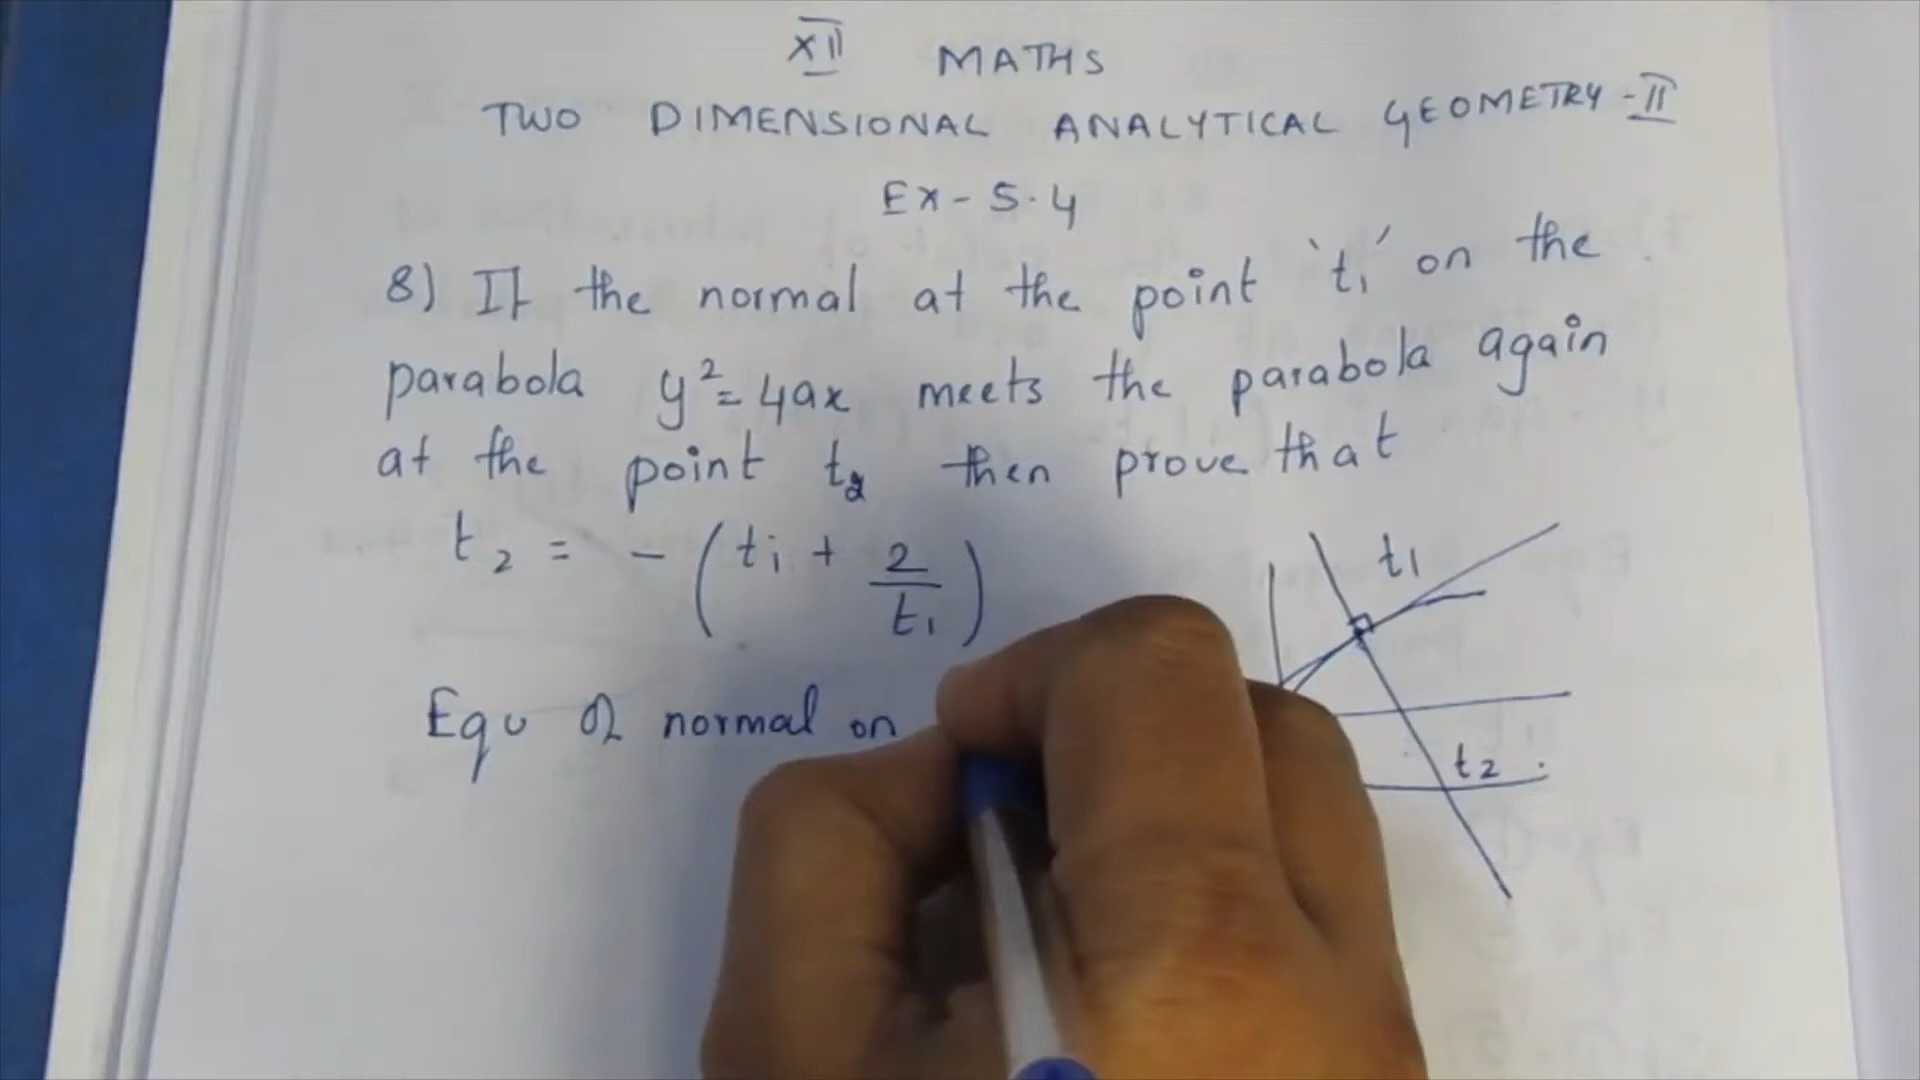 XII MATHS
TWO DIMENSIONAL ANALYTICAL GEOMETRY - II
Ex - 5.4
8) If the normal at the point 't₁' on the
parabola y² = 4ax meets the parabola again
at the point t₂ then prove that
t₂ = - (t₁ + 2/t₁)
t₁
Equ of normal on
t₂